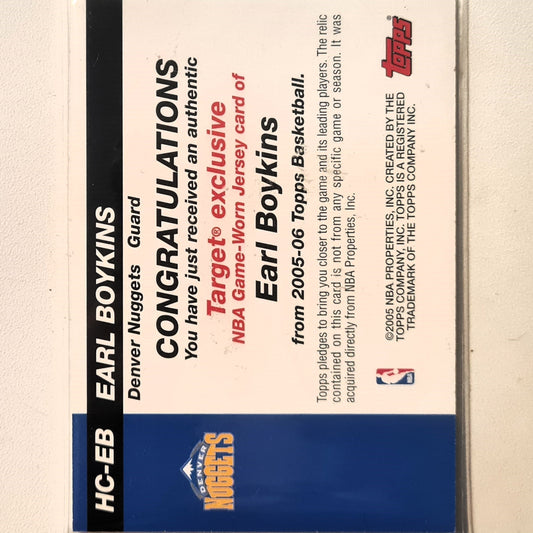 HC-EB EARL BOYKINS
Denver Nuggets Guard
CONGRATULATIONS
You have just received an authentic
Target® exclusive
NBA Game-Worn Jersey card of
Earl Boykins
from 2005-06 Topps Basketball.
Topps pledges to bring you closer to the game and its leading players. The relic
contained on this card is not from any specific game or season. It was
acquired directly from NBA Properties, Inc.
DENVER
NUGGETS
©2005 NBA PROPERTIES, INC. CREATED BY THE
TOPPS COMPANY, INC. TOPPS IS A REGISTERED
TRADEMARK OF THE TOPPS COMPANY INC.
TOPPS